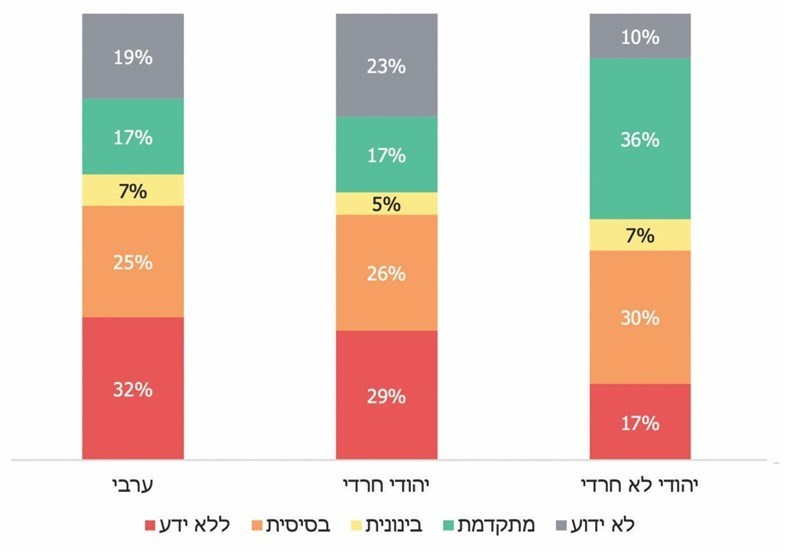 10%
23%
19%
36%
17%
17%
7%
5%
7%
30%
26%
25%
17%
29%
32%
יהודי לא חרדי
יהודי חרדי
ערבי
ללא ידע
בסיסית
בינונית
מתקדמת
לא ידוע